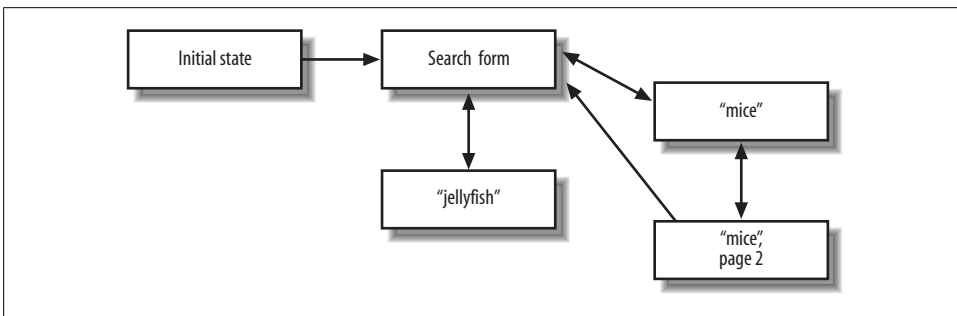 Initial state
Search form
“mice”
“jellyfish”
“mice”,
page 2